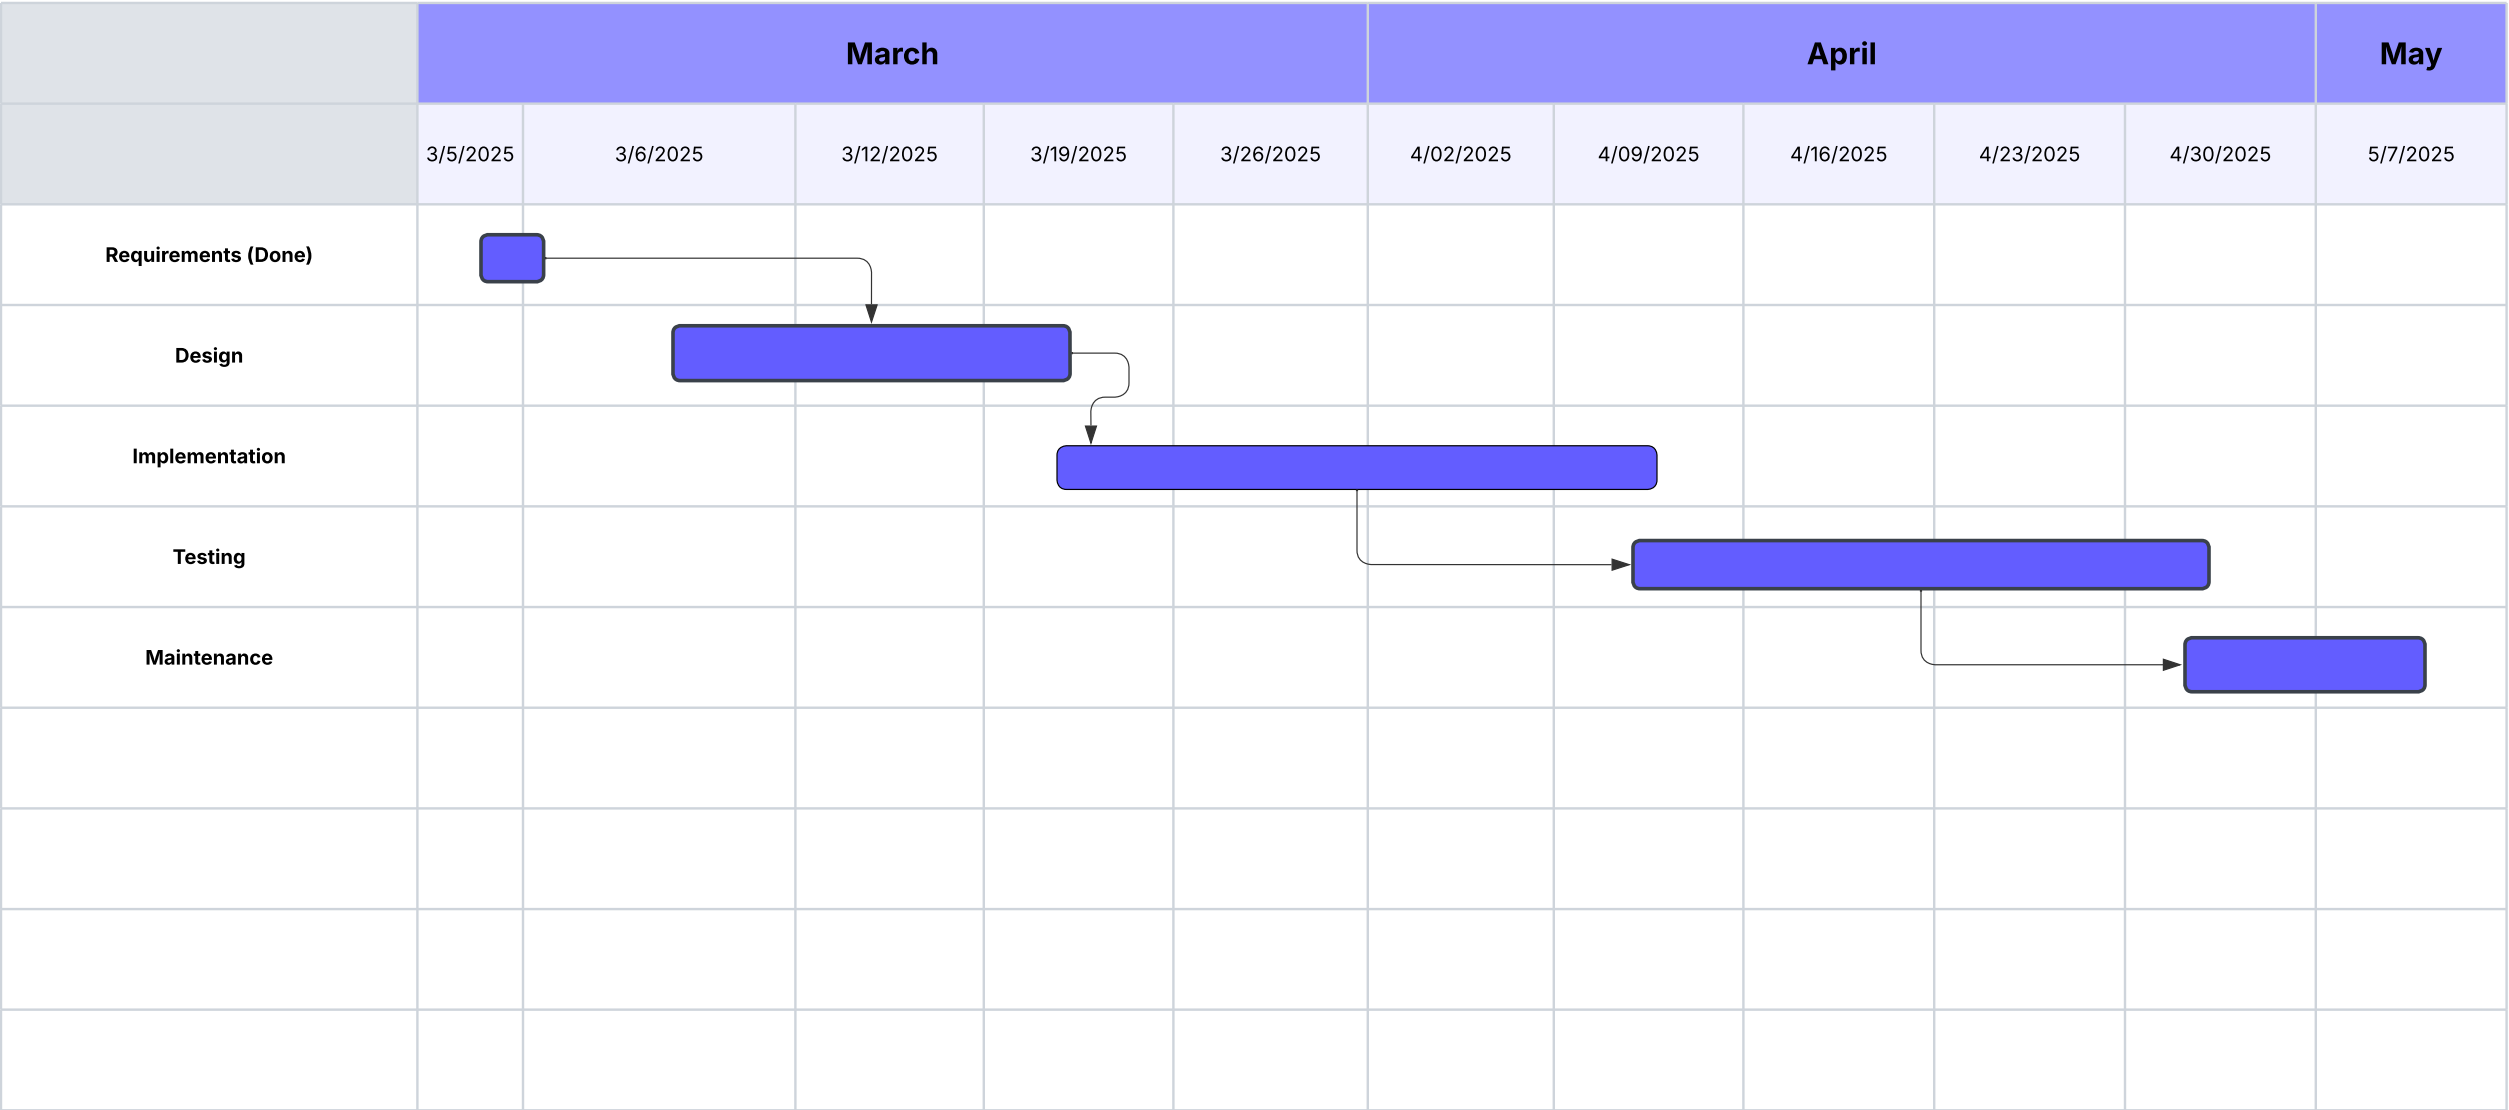 March
April
May
3/5/2025
3/6/2025
3/12/2025
3/19/2025
3/26/2025
4/02/2025
4/09/2025
4/16/2025
4/23/2025
4/30/2025
5/7/2025
Requirements (Done)
Design
Implementation
Testing
Maintenance